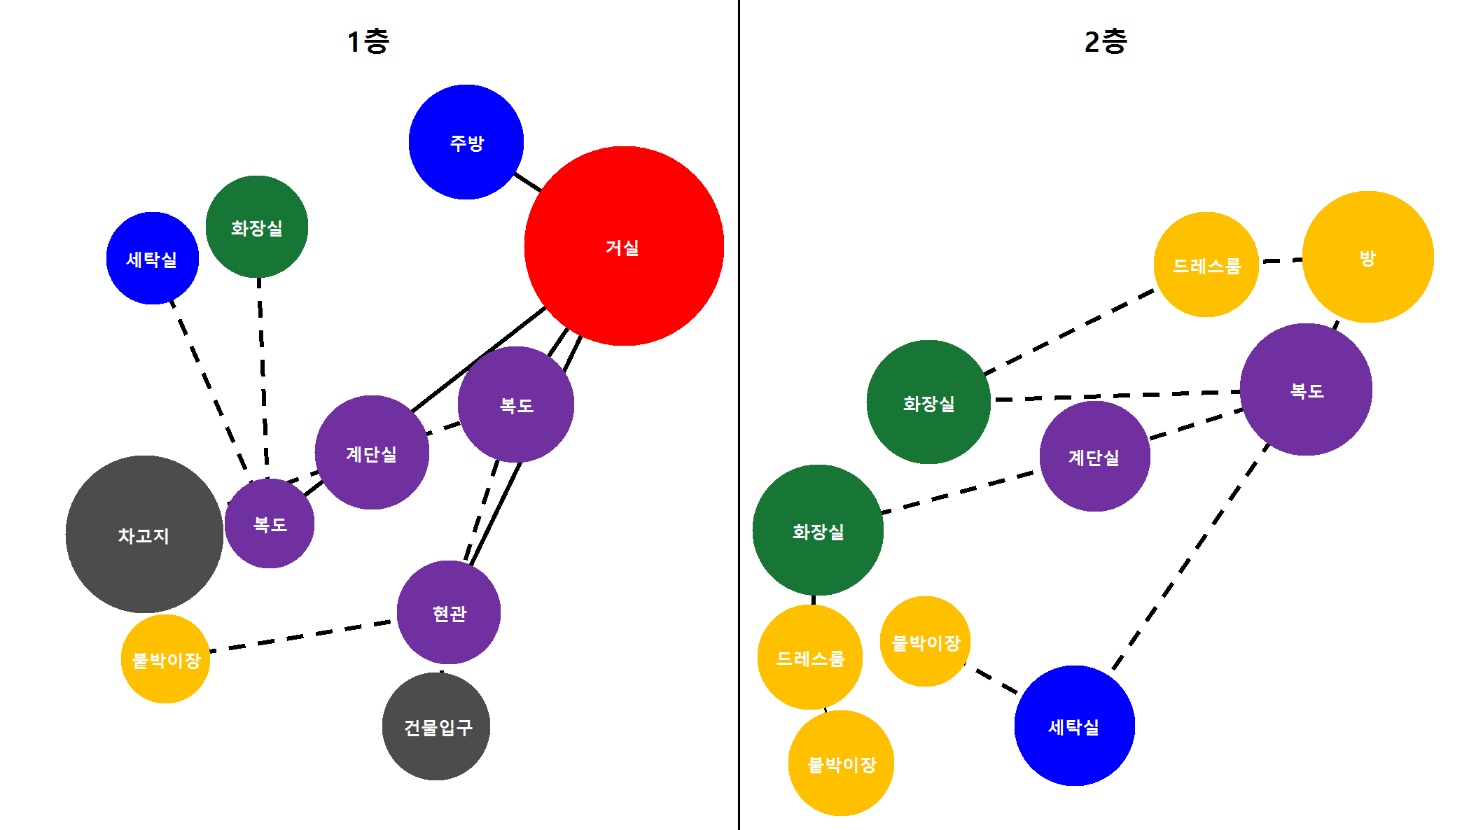 1층
주방
거실
화장실
세탁실
복도
계단실
복도
차고지
현관
붙박이장
건물입구
2층
방
드레스룸
복도
화장실
계단실
화장실
붙박이장
드레스룸
세탁실
붙박이장